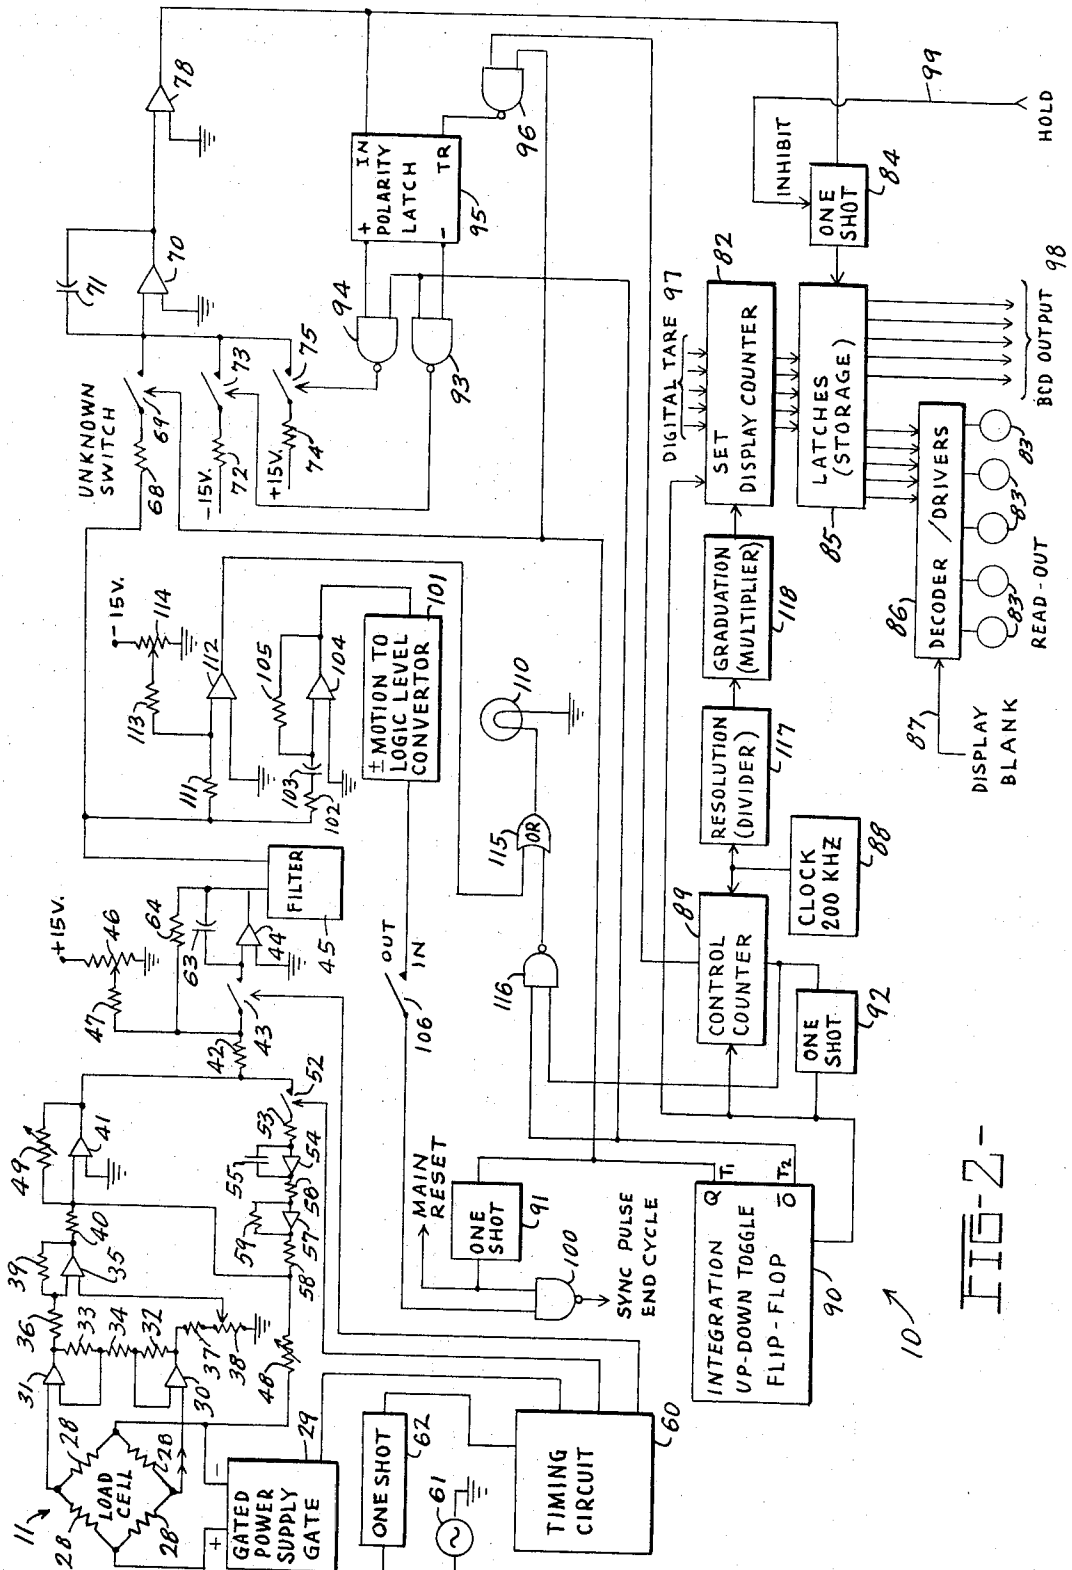 11
28
28
28
28
LOAD
CELL
+
-
GATED
POWER
SUPPLY
GATE
29
31
30
36
33
34
32
37
38
39
35
40
49
41
48
58
59
57
56
55
54
53
52
42
43
47
+15V.
46
64
63
44
FILTER
45
ONE SHOT
62
61
TIMING
CIRCUIT
60
MAIN
RESET
ONE
SHOT
91
100
SYNC PULSE
END CYCLE
106
OUT
IN
INTEGRATION
UP-DOWN TOGGLE
FLIP-FLOP
Q
T1
Q
T2
90
10
111
113
-15V.
114
112
103
102
105
104
± MOTION TO
LOGIC LEVEL
CONVERTOR
101
110
115
OR
116
UNKNOWN
SWITCH
68
69
-15V.
72
73
+15V.
74
75
71
70
78
94
93
+
IN
POLARITY
LATCH
-
TR
95
96
89
CONTROL
COUNTER
ONE
SHOT
92
CLOCK
200 KHZ
88
RESOLUTION
(DIVIDER)
117
GRADUATION
(MULTIPLIER)
118
DIGITAL TARE 97
SET
DISPLAY COUNTER
82
LATCHES
(STORAGE)
85
INHIBIT
ONE
SHOT
84
99
HOLD
86
DECODER / DRIVERS
87
DISPLAY
BLANK
83
83
83
READ-OUT
BCD OUTPUT 98
FIG-2-